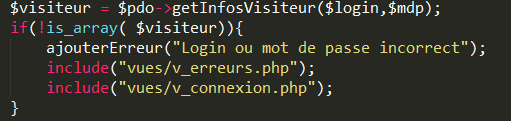 $visiteur = $pdo->getInfosVisiteur($login,$mdp);
if(!is_array( $visiteur)){
    ajouterErreur("Login ou mot de passe incorrect");
    include("vues/v_erreurs.php");
    include("vues/v_connexion.php");
}